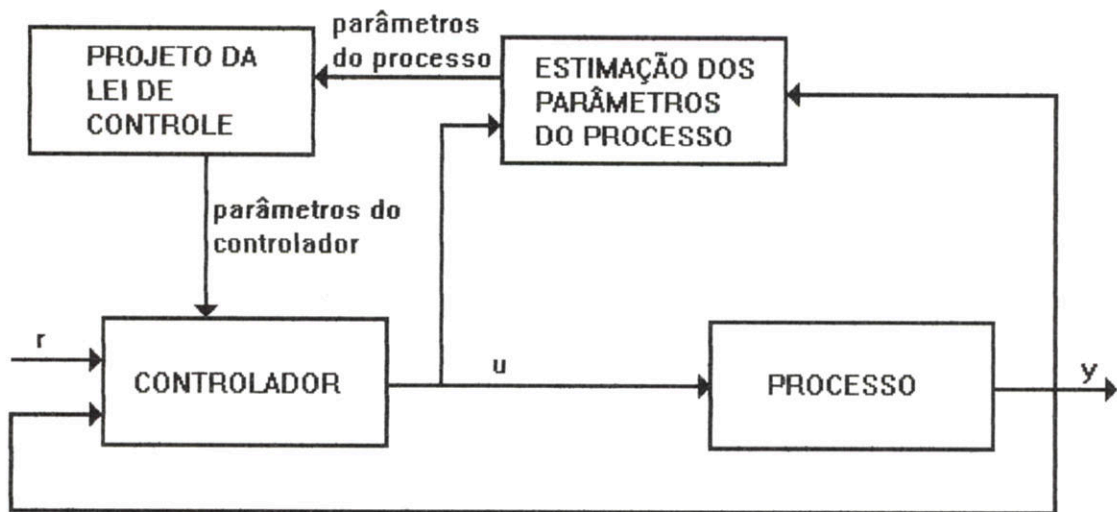 parâmetros
do processo
PROJETO DA
LEI DE
CONTROLE
ESTIMAÇÃO DOS
PARÂMETROS
DO PROCESSO
parâmetros do
controlador
r
CONTROLADOR
u
PROCESSO
y